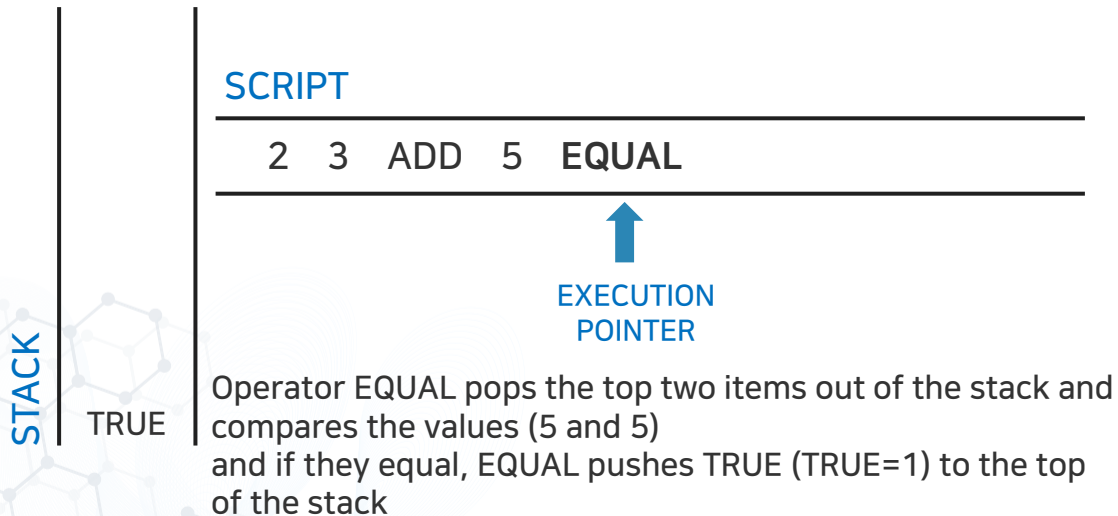 SCRIPT
2 3 ADD 5 EQUAL
EXECUTION
POINTER
STACK
TRUE
Operator EQUAL pops the top two items out of the stack and
compares the values (5 and 5)
and if they equal, EQUAL pushes TRUE (TRUE=1) to the top
of the stack